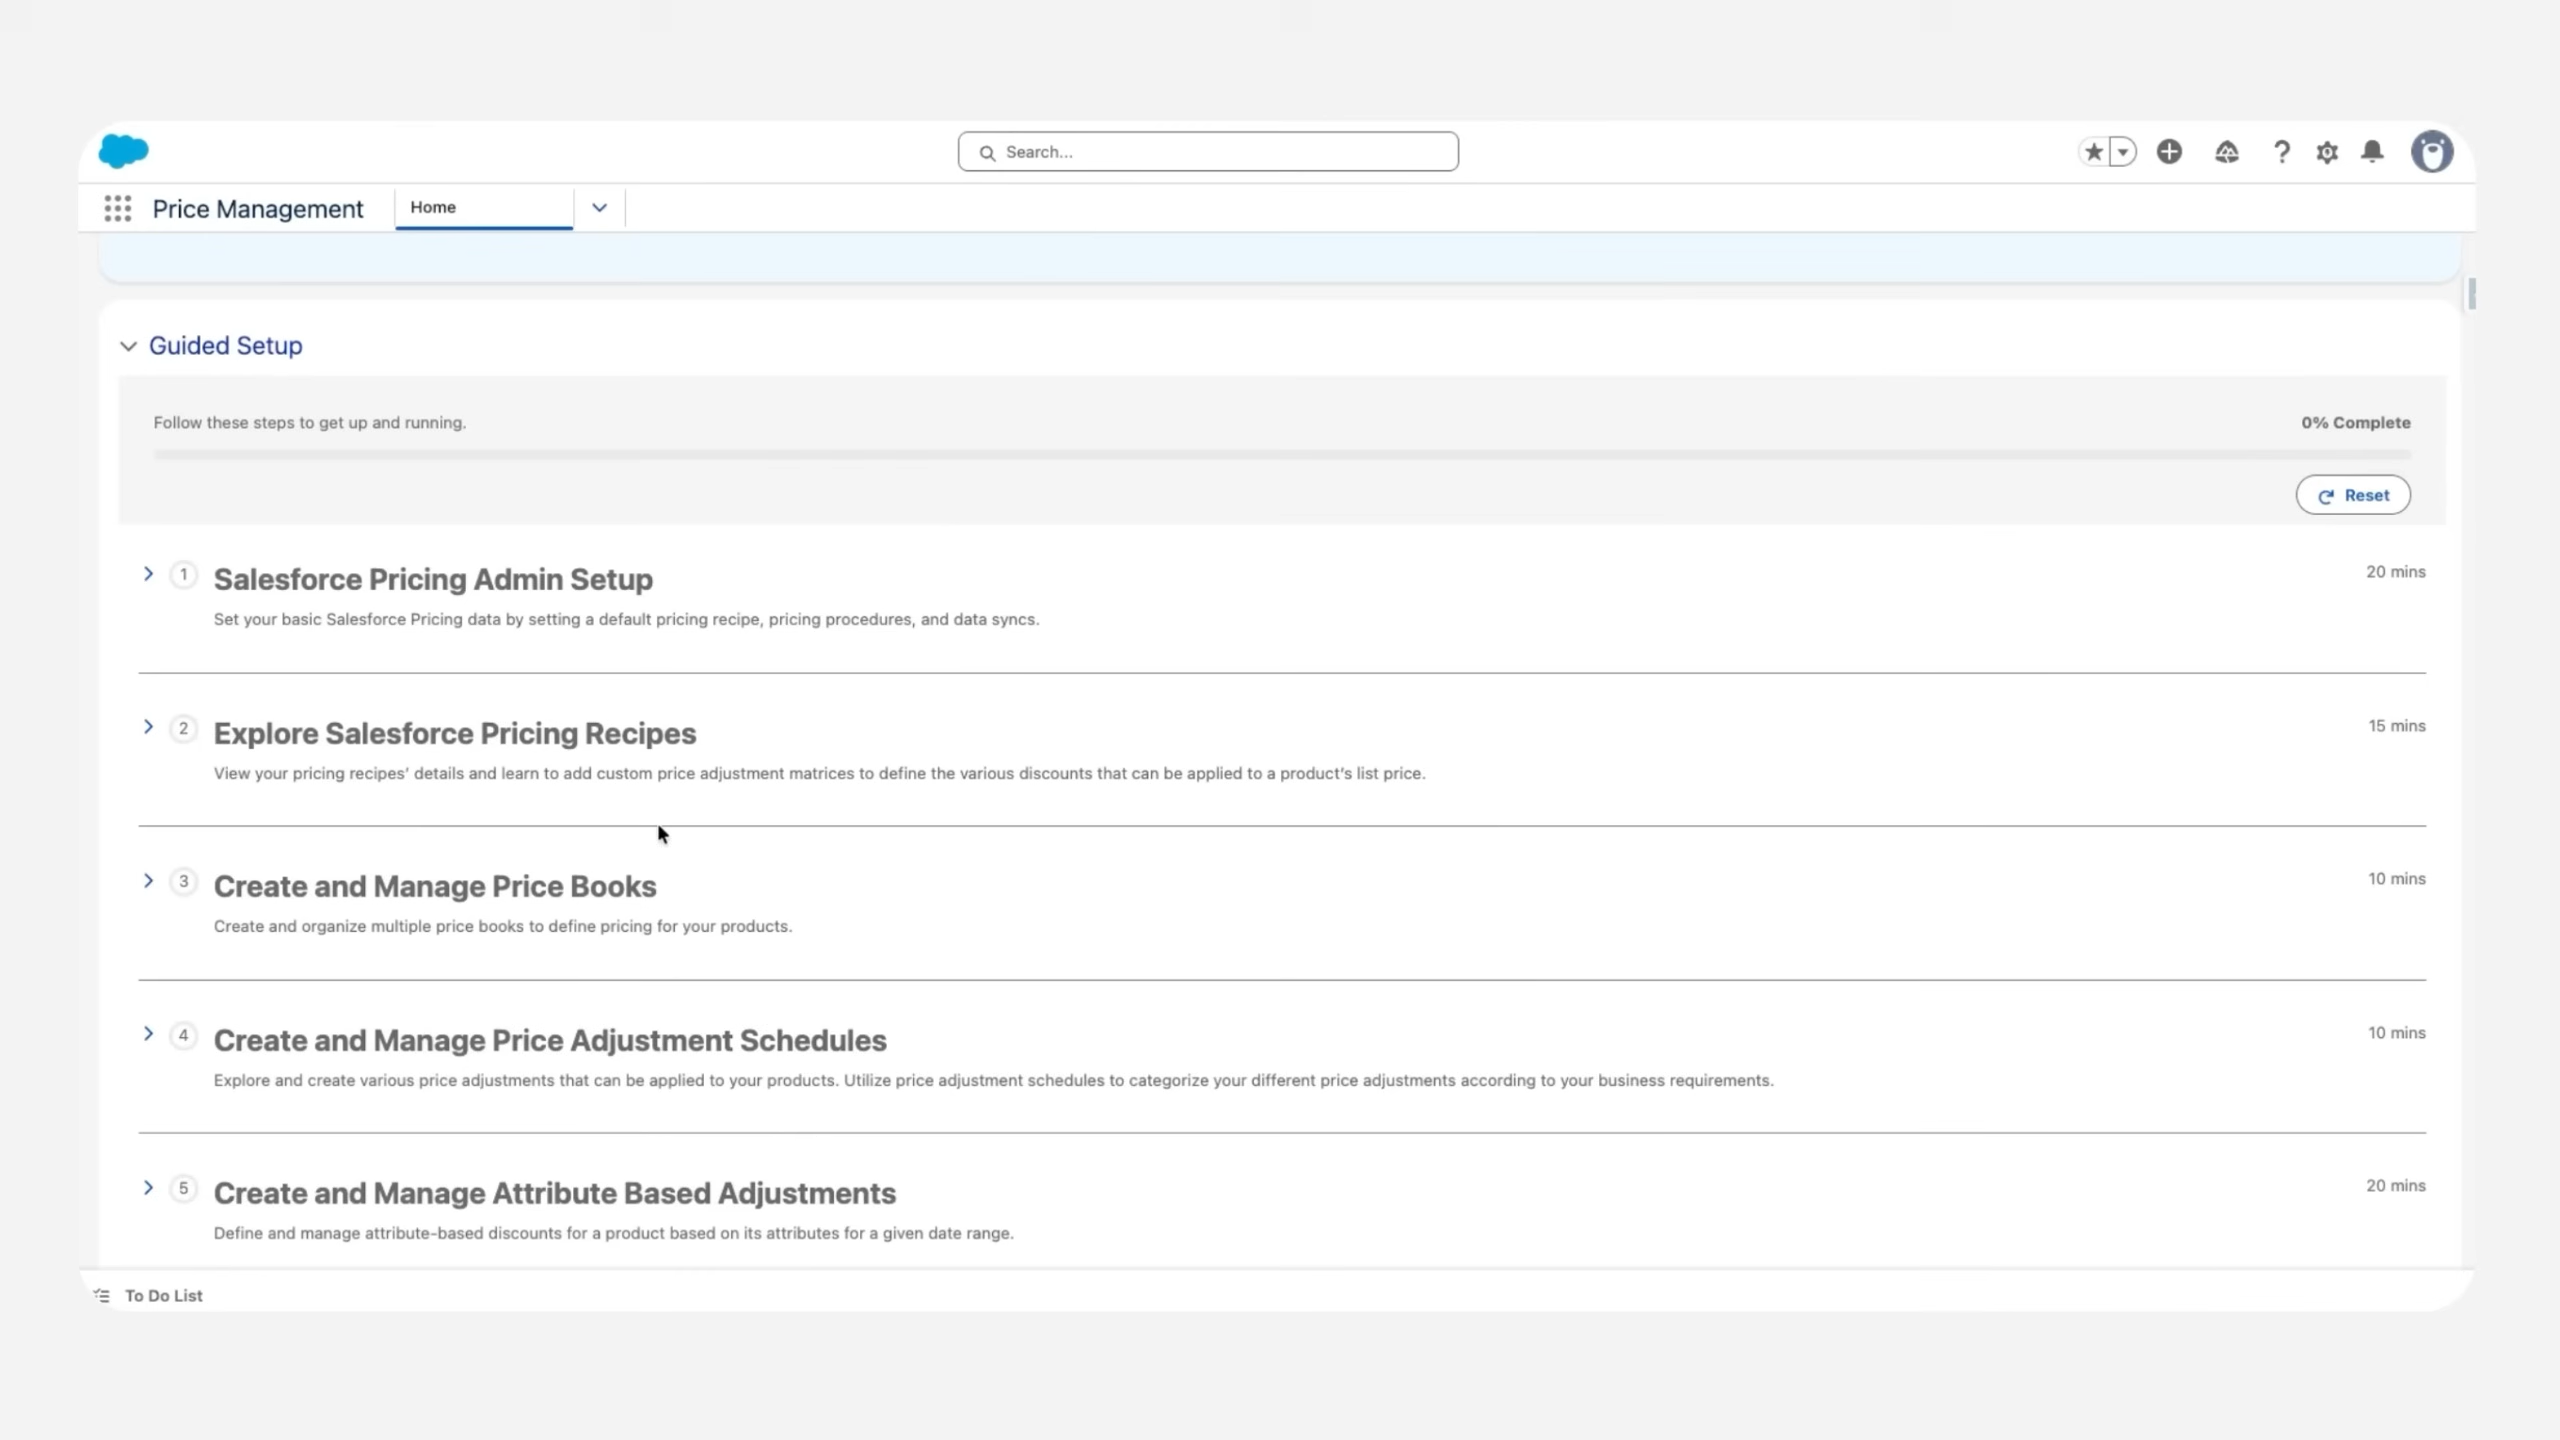 Search...
Price Management
Home
Guided Setup
Follow these steps to get up and running.
0% Complete
Reset
1
Salesforce Pricing Admin Setup
20 mins
Set your basic Salesforce Pricing data by setting a default pricing recipe, pricing procedures, and data syncs.
2
Explore Salesforce Pricing Recipes
15 mins
View your pricing recipes' details and learn to add custom price adjustment matrices to define the various discounts that can be applied to a product's list price.
3
Create and Manage Price Books
10 mins
Create and organize multiple price books to define pricing for your products.
4
Create and Manage Price Adjustment Schedules
10 mins
Explore and create various price adjustments that can be applied to your products. Utilize price adjustment schedules to categorize your different price adjustments according to your business requirements.
5
Create and Manage Attribute Based Adjustments
20 mins
Define and manage attribute-based discounts for a product based on its attributes for a given date range.
To Do List